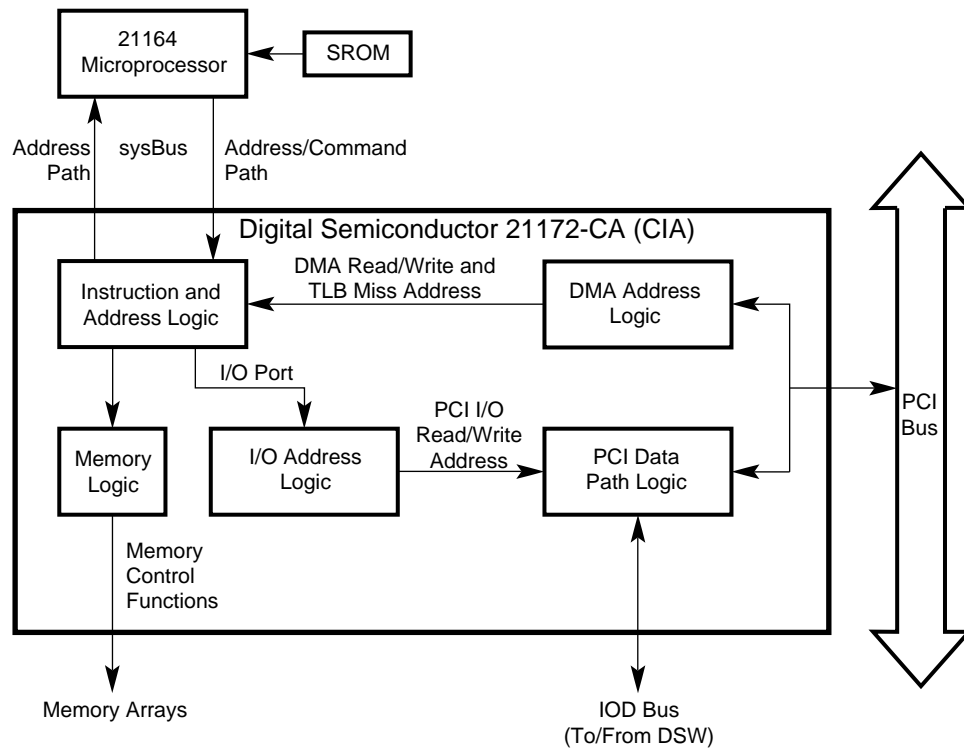 21164
Microprocessor
SROM
Address
Path
sysBus
Address/Command
Path
Digital Semiconductor 21172-CA (CIA)
Instruction and
Address Logic
DMA Read/Write and
TLB Miss Address
DMA Address
Logic
I/O Port
PCI
Bus
Memory
Logic
I/O Address
Logic
PCI I/O
Read/Write
Address
PCI Data
Path Logic
Memory
Control
Functions
Memory Arrays
IOD Bus
(To/From DSW)